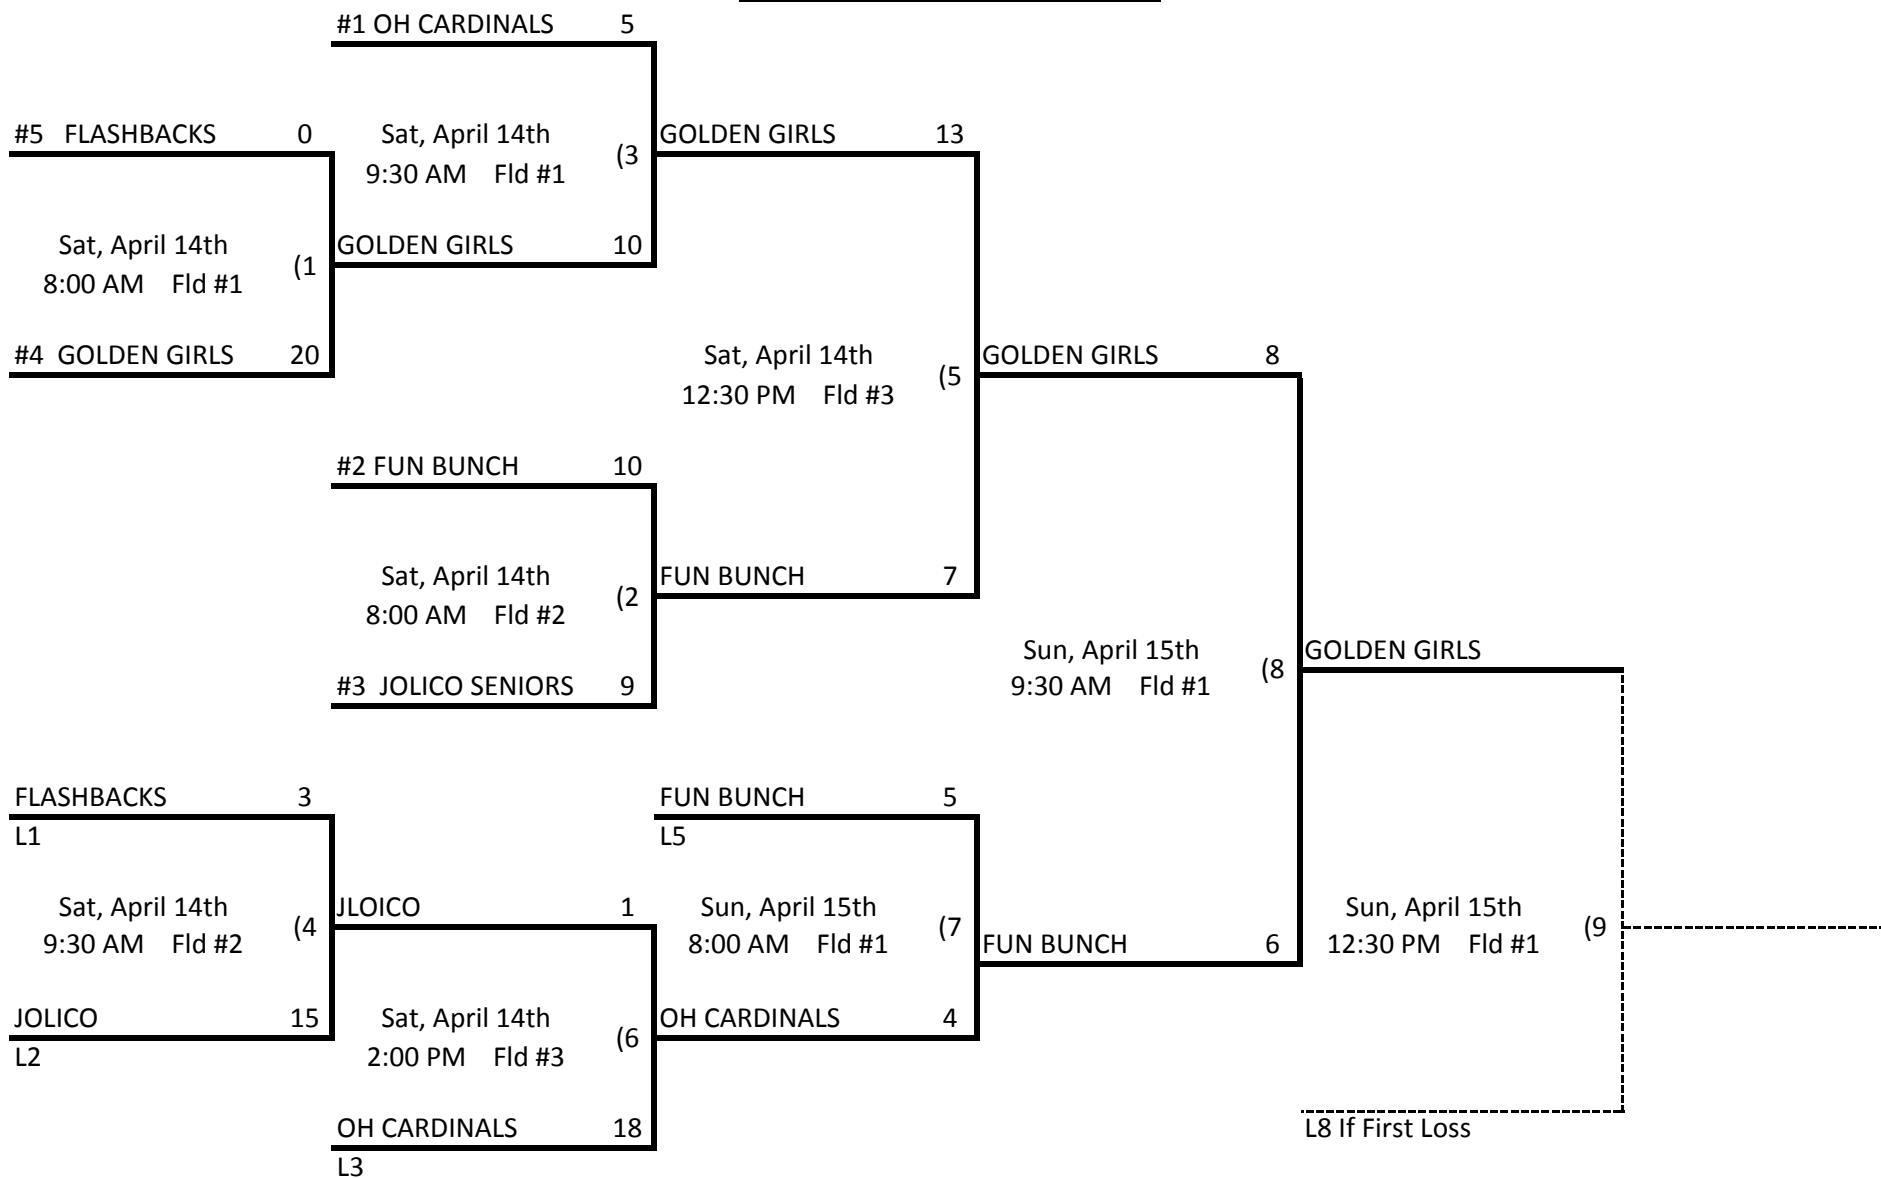 #1 OH CARDINALS 5
#5 FLASHBACKS 0
Sat, April 14th
9:30 AM Fld #1
(3
GOLDEN GIRLS 13
Sat, April 14th
8:00 AM Fld #1
(1
GOLDEN GIRLS 10
#4 GOLDEN GIRLS 20
Sat, April 14th
12:30 PM Fld #3
(5
GOLDEN GIRLS 8
#2 FUN BUNCH 10
Sat, April 14th
8:00 AM Fld #2
(2
FUN BUNCH 7
#3 JOLICO SENIORS 9
Sun, April 15th
9:30 AM Fld #1
(8
GOLDEN GIRLS
FLASHBACKS 3
L1
FUN BUNCH 5
L5
Sat, April 14th
9:30 AM Fld #2
(4
JLOICO 1
Sun, April 15th
8:00 AM Fld #1
(7
FUN BUNCH 6
Sun, April 15th
12:30 PM Fld #1
(9
JOLICO 15
L2
Sat, April 14th
2:00 PM Fld #3
(6
OH CARDINALS 4
OH CARDINALS 18
L3
L8 If First Loss